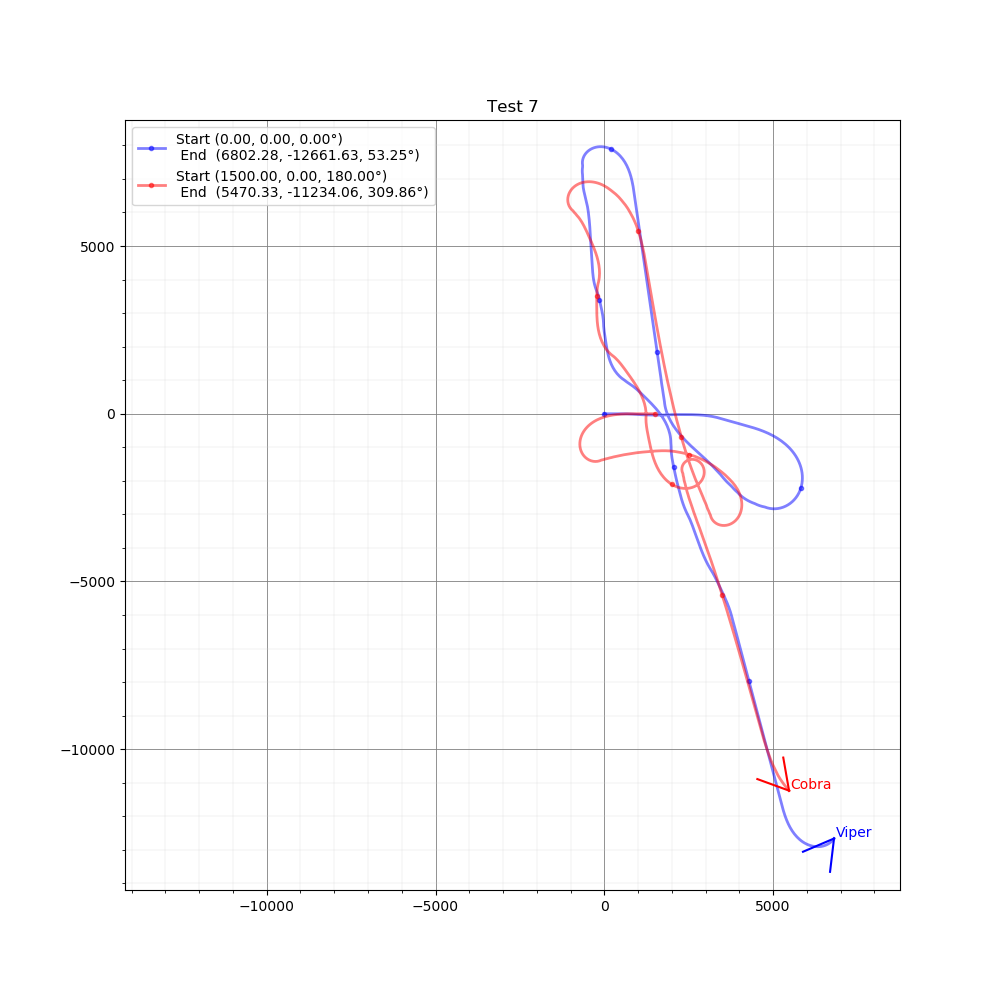 Test 7
Start (0.00, 0.00, 0.00°)
End  (6802.28, -12661.63, 53.25°)
Start (1500.00, 0.00, 180.00°)
End  (5470.33, -11234.06, 309.86°)
5000
0
−5000
−10000
Cobra
Viper
−10000
−5000
0
5000